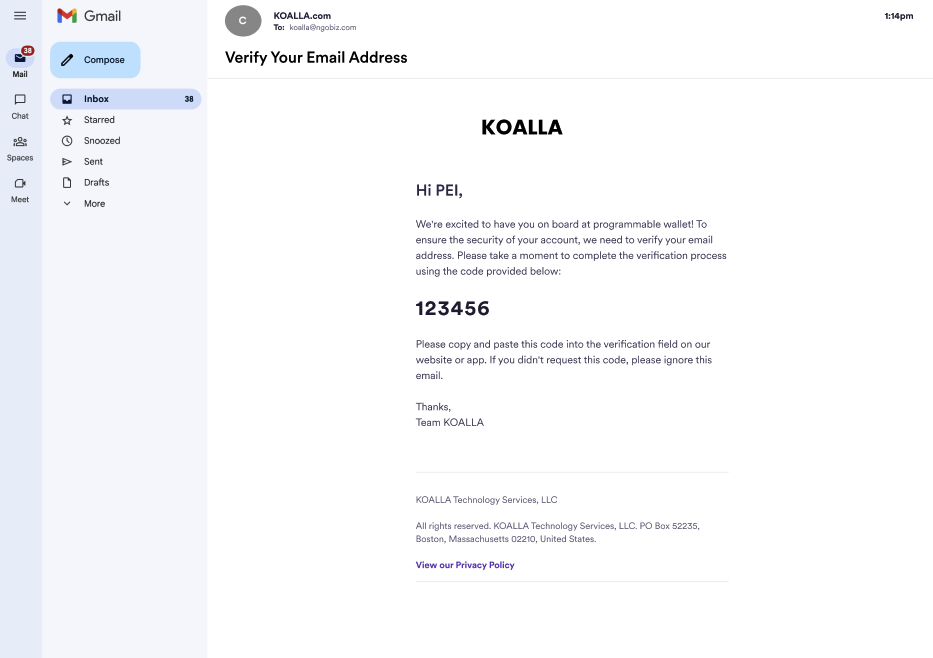 Gmail
C
KOALLA.com
To: koalla@ngobiz.com
1:14pm
38
Mail
Chat
Spaces
Meet
Compose
Inbox 38
Starred
Snoozed
Sent
Drafts
More
Verify Your Email Address
KOALLA
Hi PEI,
We're excited to have you on board at programmable wallet! To
ensure the security of your account, we need to verify your email
address. Please take a moment to complete the verification process
using the code provided below:
123456
Please copy and paste this code into the verification field on our
website or app. If you didn't request this code, please ignore this
email.
Thanks,
Team KOALLA
KOALLA Technology Services, LLC
All rights reserved. KOALLA Technology Services, LLC. PO Box 52235,
Boston, Massachusetts 02210, United States.
View our Privacy Policy